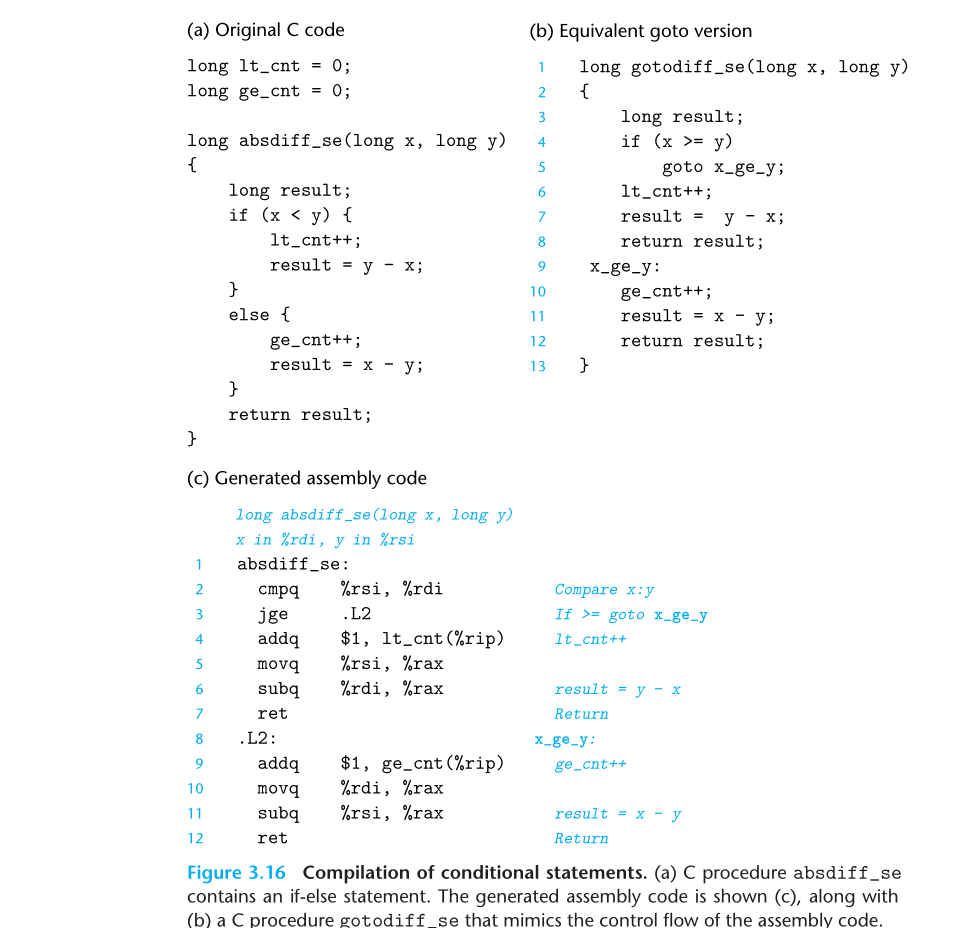 (a) Original C code
long lt_cnt = 0;
long ge_cnt = 0;
long absdiff_se(long x, long y)
{
    long result;
    if (x < y) {
        lt_cnt++;
        result = y - x;
    }
    else {
        ge_cnt++;
        result = x - y;
    }
    return result;
}
(b) Equivalent goto version
1 long gotodiff_se(long x, long y)
2 {
3     long result;
4     if (x >= y)
5         goto x_ge_y;
6     lt_cnt++;
7     result =  y - x;
8     return result;
9  x_ge_y:
10     ge_cnt++;
11     result = x - y;
12     return result;
13 }
(c) Generated assembly code
long absdiff_se(long x, long y)
x in %rdi, y in %rsi
1 absdiff_se:
2   cmpq    %rsi, %rdi    Compare x:y
3   jge     .L2    If >= goto x_ge_y
4   addq    $1, lt_cnt(%rip)    lt_cnt++
5   movq    %rsi, %rax
6   subq    %rdi, %rax    result = y - x
7   ret    Return
8 .L2:    x_ge_y:
9   addq    $1, ge_cnt(%rip)    ge_cnt++
10   movq    %rdi, %rax
11   subq    %rsi, %rax    result = x - y
12   ret    Return
Figure 3.16 Compilation of conditional statements. (a) C procedure absdiff_se
contains an if-else statement. The generated assembly code is shown (c), along with
(b) a C procedure gotodiff_se that mimics the control flow of the assembly code.